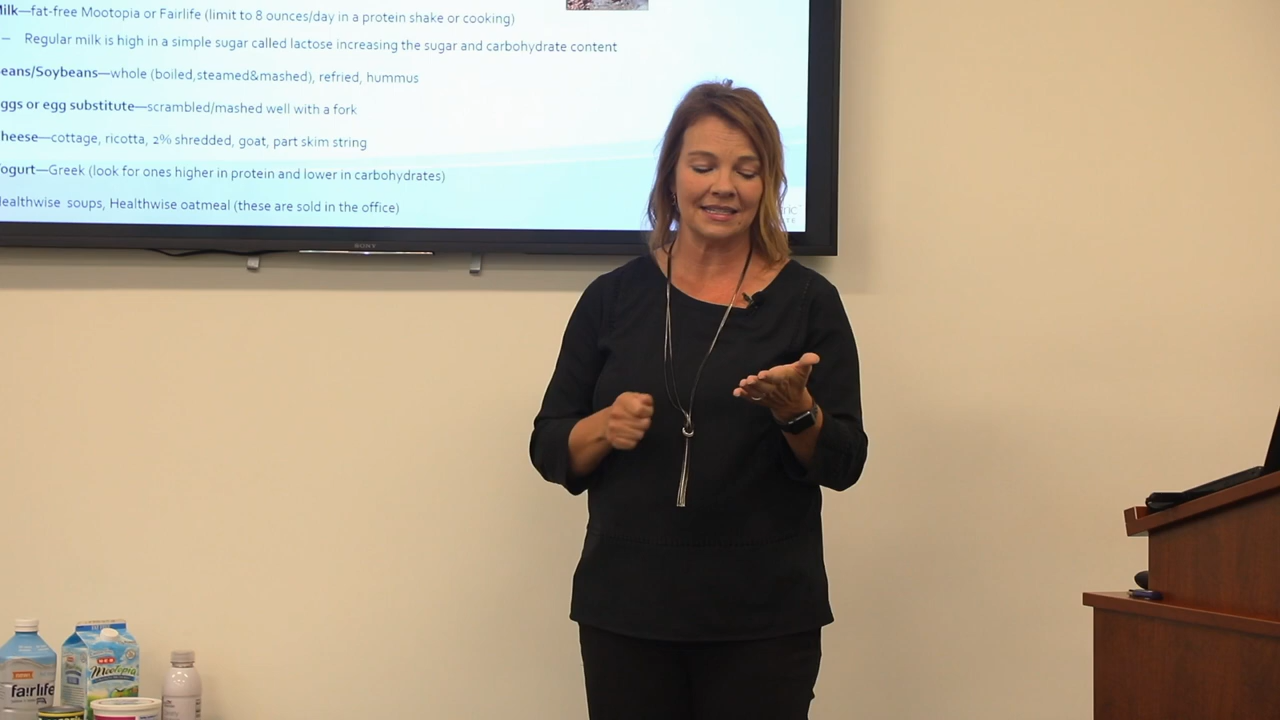 ilk—fat-free Mootopia or Fairlife (limit to 8 ounces/day in a protein shake or cooking)
– Regular milk is high in a simple sugar called lactose increasing the sugar and carbohydrate content
eans/Soybeans—whole (boiled,steamed&mashed), refried, hummus
ggs or egg substitute—scrambled/mashed well with a fork
heese—cottage, ricotta, 2% shredded, goat, part skim string
ogurt—Greek (look for ones higher in protein and lower in carbohydrates)
ealthwise soups, Healthwise oatmeal (these are sold in the office)
SONY
H-E-B
Mootopia
fairlife